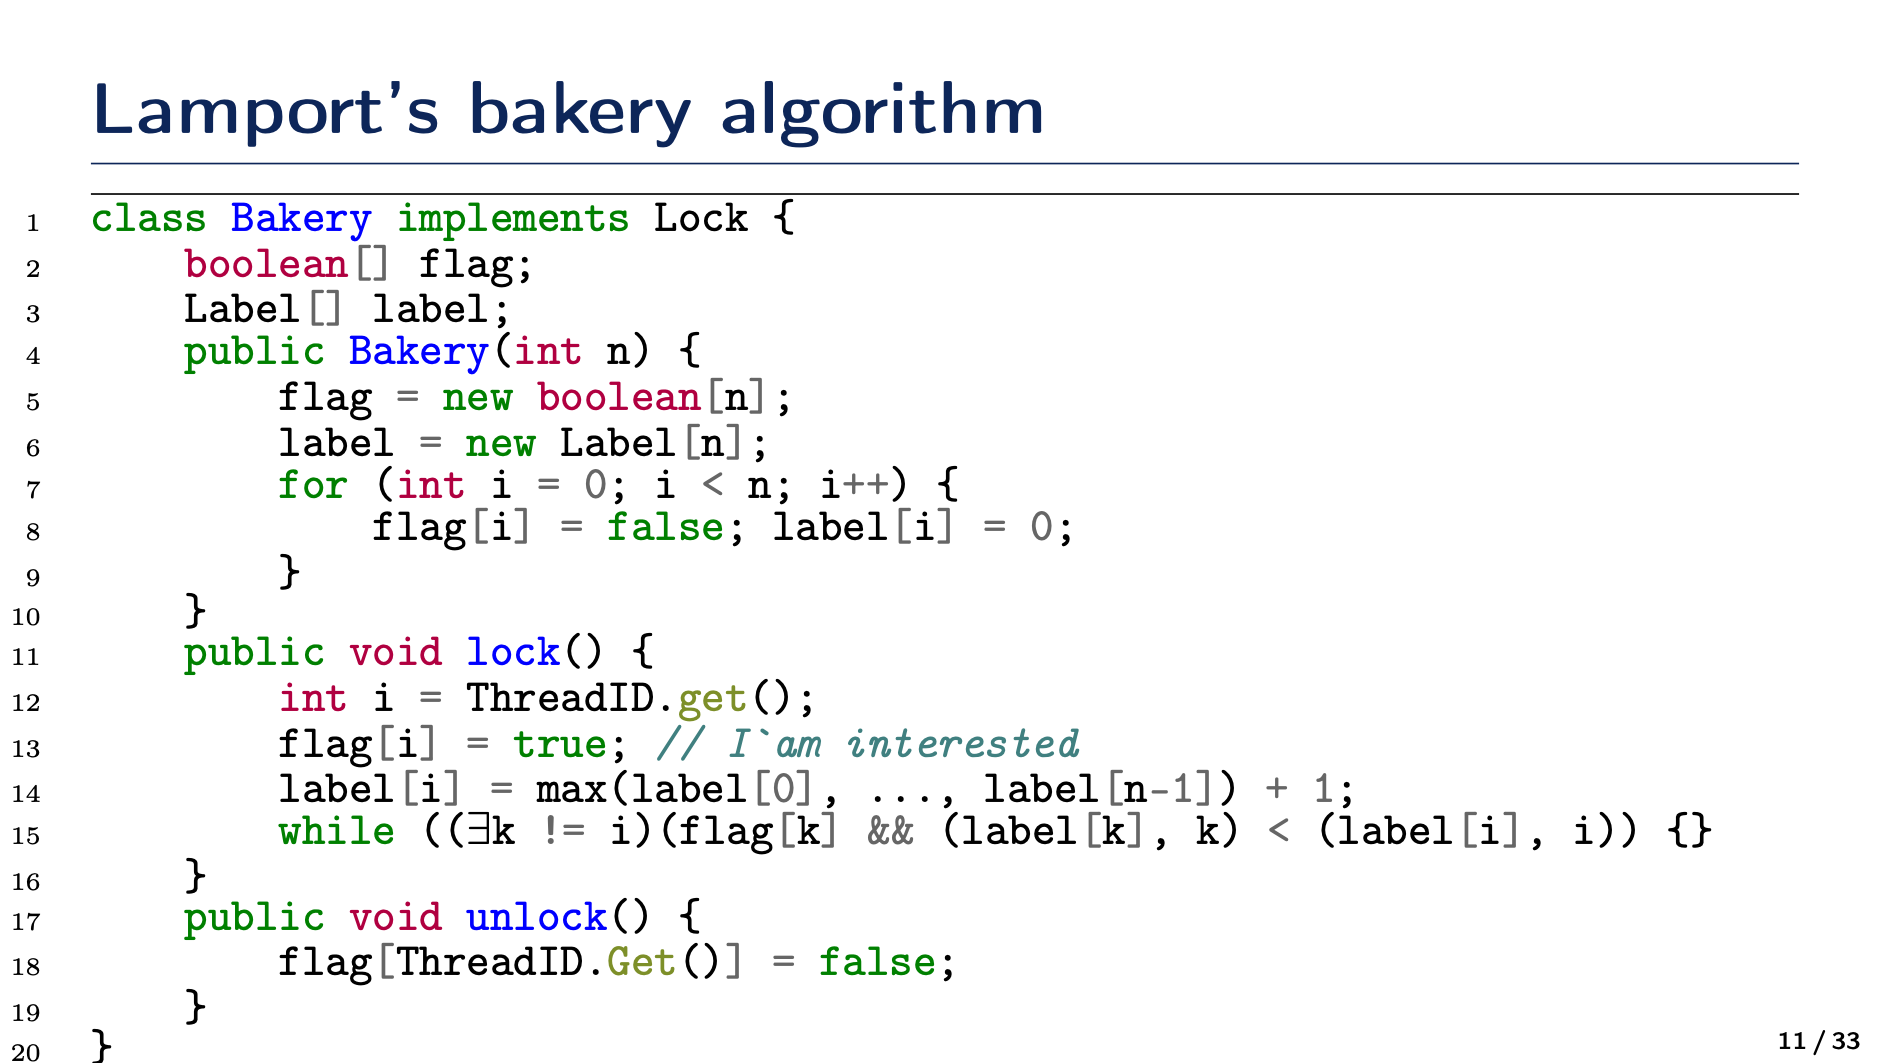 Lamport's bakery algorithm
1 class Bakery implements Lock {
2 boolean[] flag;
3 Label[] label;
4 public Bakery(int n) {
5 flag = new boolean[n];
6 label = new Label[n];
7 for (int i = 0; i < n; i++) {
8 flag[i] = false; label[i] = 0;
9 }
10 }
11 public void lock() {
12 int i = ThreadID.get();
13 flag[i] = true; // I`am interested
14 label[i] = max(label[0], ..., label[n-1]) + 1;
15 while ((∃k != i)(flag[k] && (label[k], k) < (label[i], i)) {}
16 }
17 public void unlock() {
18 flag[ThreadID.Get()] = false;
19 }
20 }
11 / 33